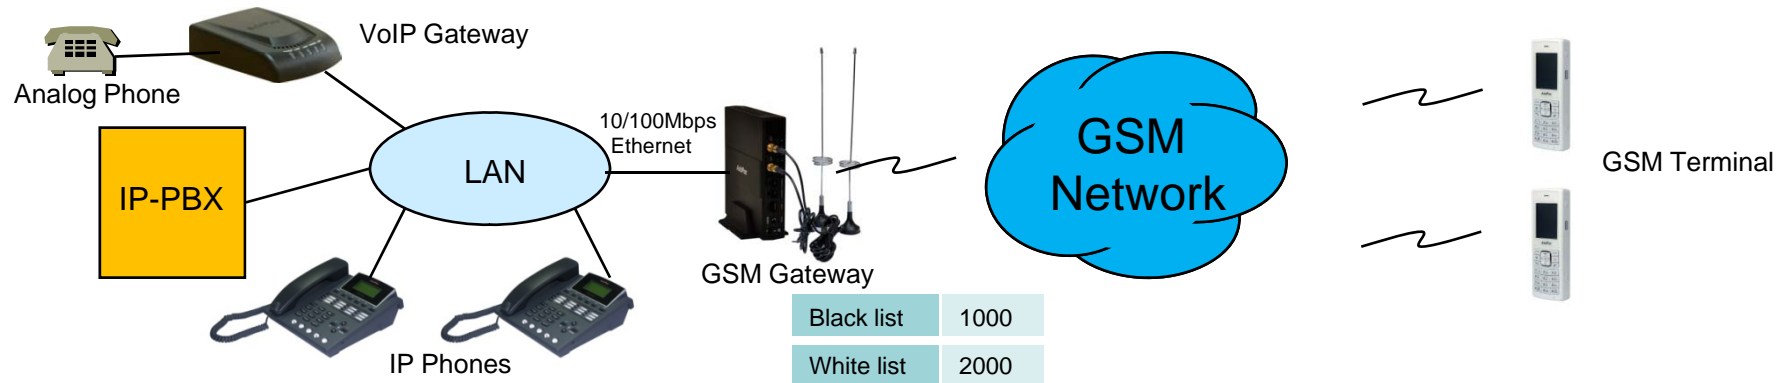 VoIP Gateway
Analog Phone
10/100Mbps
Ethernet
GSM
Network
GSM Terminal
IP-PBX
LAN
GSM Gateway
Black list 1000
IP Phones
White list 2000